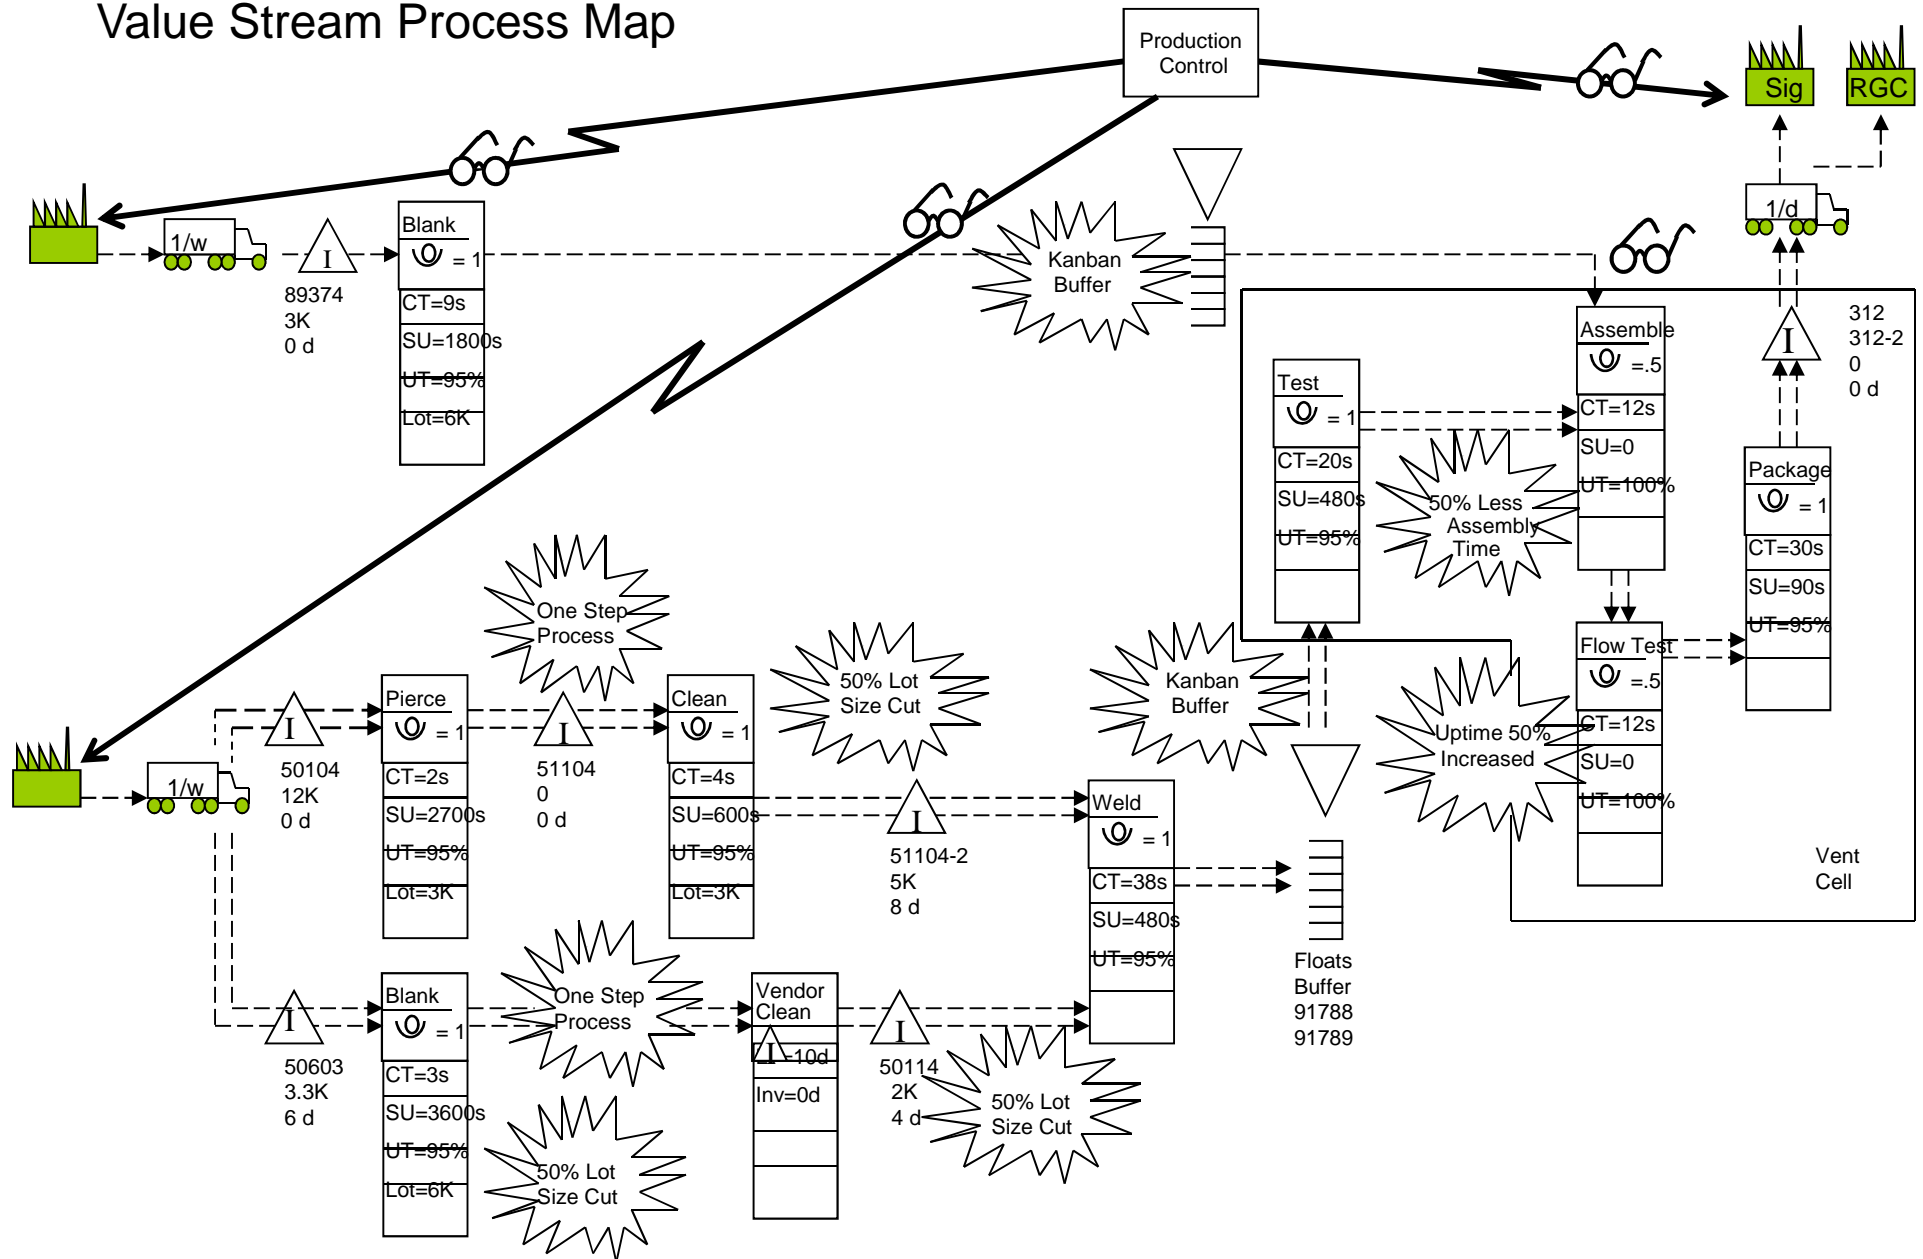 Value Stream Process Map
Production
Control
Sig
RGC
1/w
I
89374
3K
0 d
Blank
= 1
CT=9s
SU=1800s
UT=95%
Lot=6K
Kanban
Buffer
1/d
I
312
312-2
0
0 d
Assemble
=.5
CT=12s
SU=0
UT=100%
Test
= 1
CT=20s
SU=480s
UT=95%
50% Less
Assembly
Time
Package
= 1
CT=30s
SU=90s
UT=95%
Flow Test
=.5
CT=12s
SU=0
UT=100%
Uptime 50%
Increased
Vent
Cell
1/w
I
50104
12K
0 d
Pierce
= 1
CT=2s
SU=2700s
UT=95%
Lot=3K
One Step
Process
I
51104
0
0 d
Clean
= 1
CT=4s
SU=600s
UT=95%
Lot=3K
50% Lot
Size Cut
I
51104-2
5K
8 d
Kanban
Buffer
Weld
= 1
CT=38s
SU=480s
UT=95%
Floats
Buffer
91788
91789
I
50603
3.3K
6 d
Blank
= 1
CT=3s
SU=3600s
UT=95%
Lot=6K
One Step
Process
50% Lot
Size Cut
Vendor
Clean
I
=10d
Inv=0d
I
50114
2K
4 d
50% Lot
Size Cut